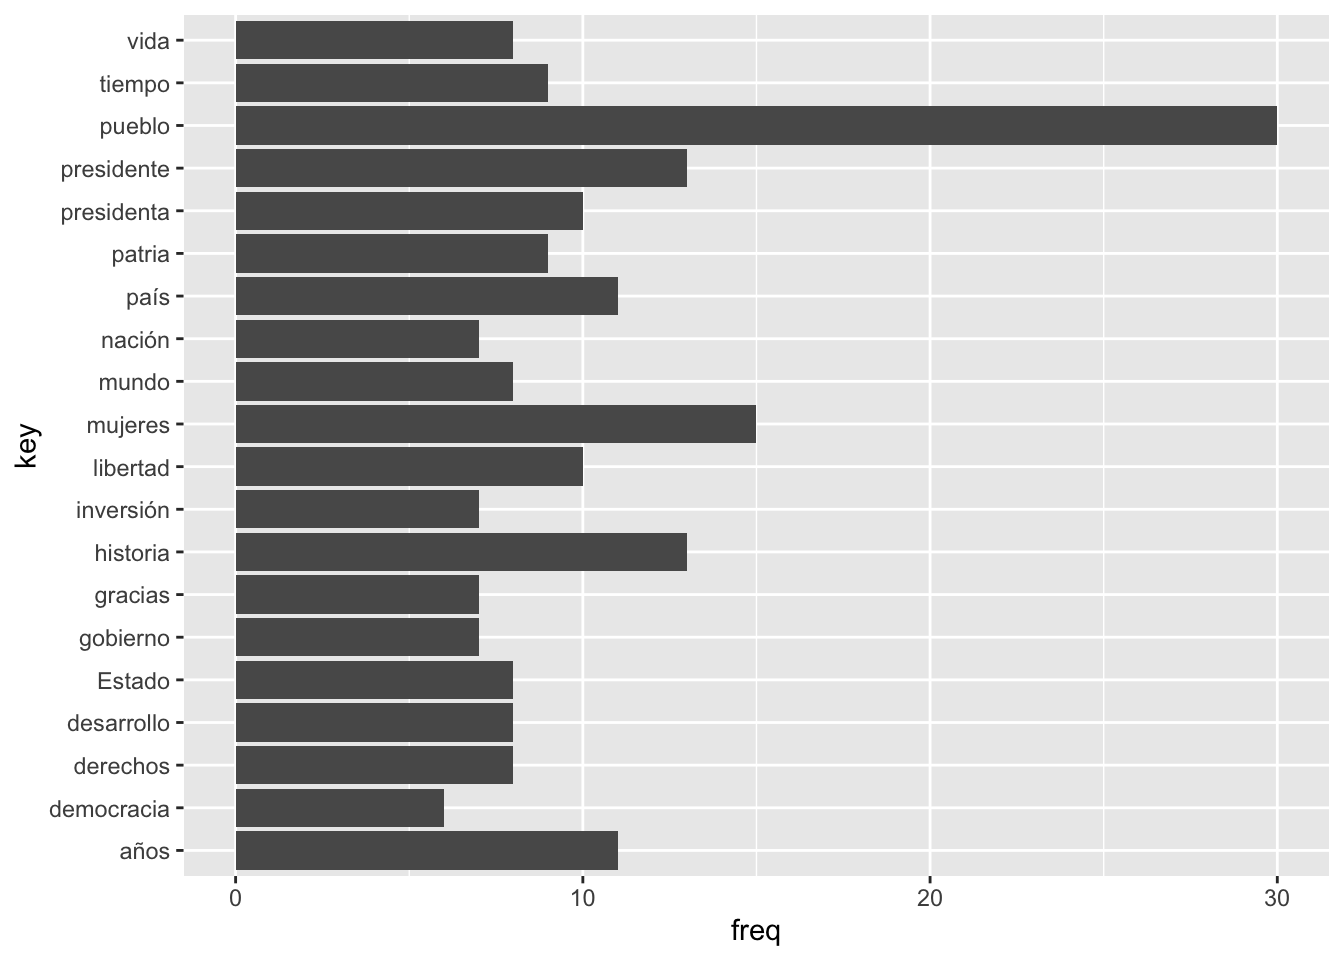 vida
tiempo
pueblo
presidente
presidenta
patria
país
nación
mundo
mujeres
libertad
inversión
historia
gracias
gobierno
Estado
desarrollo
derechos
democracia
años
key
0 10 20 30
freq